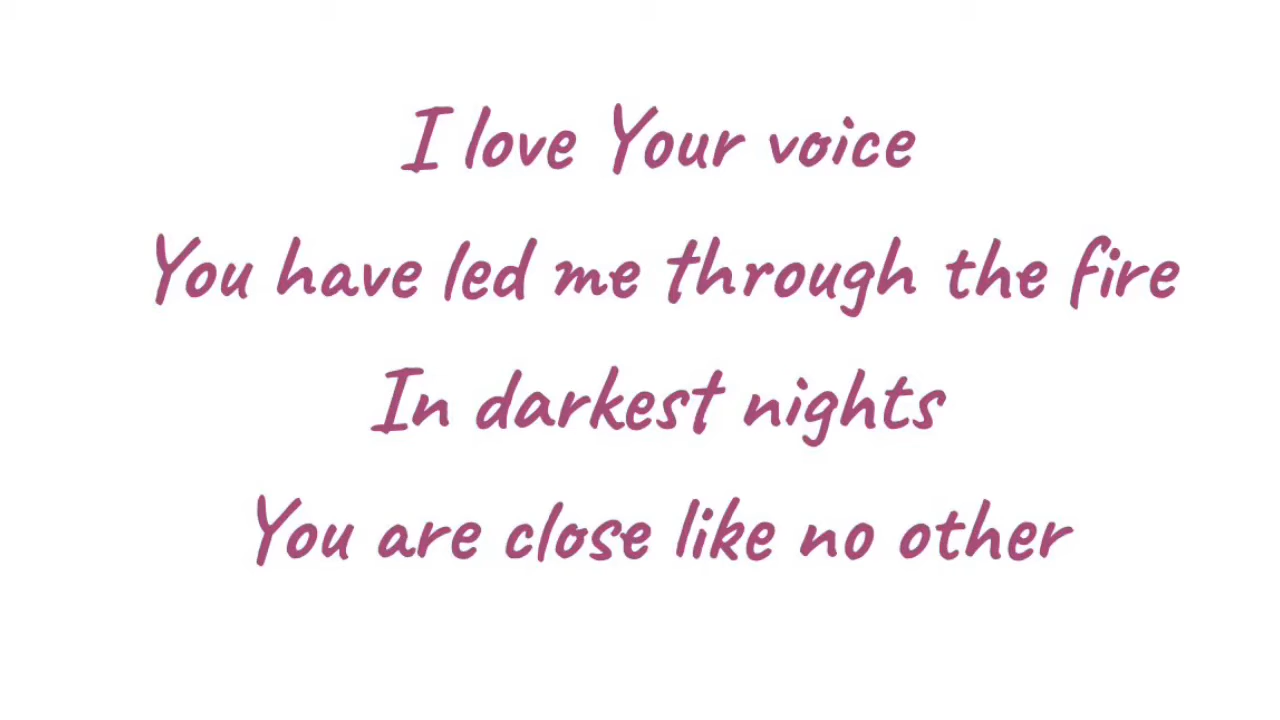 I love Your voice
You have led me through the fire
In darkest nights
You are close like no other